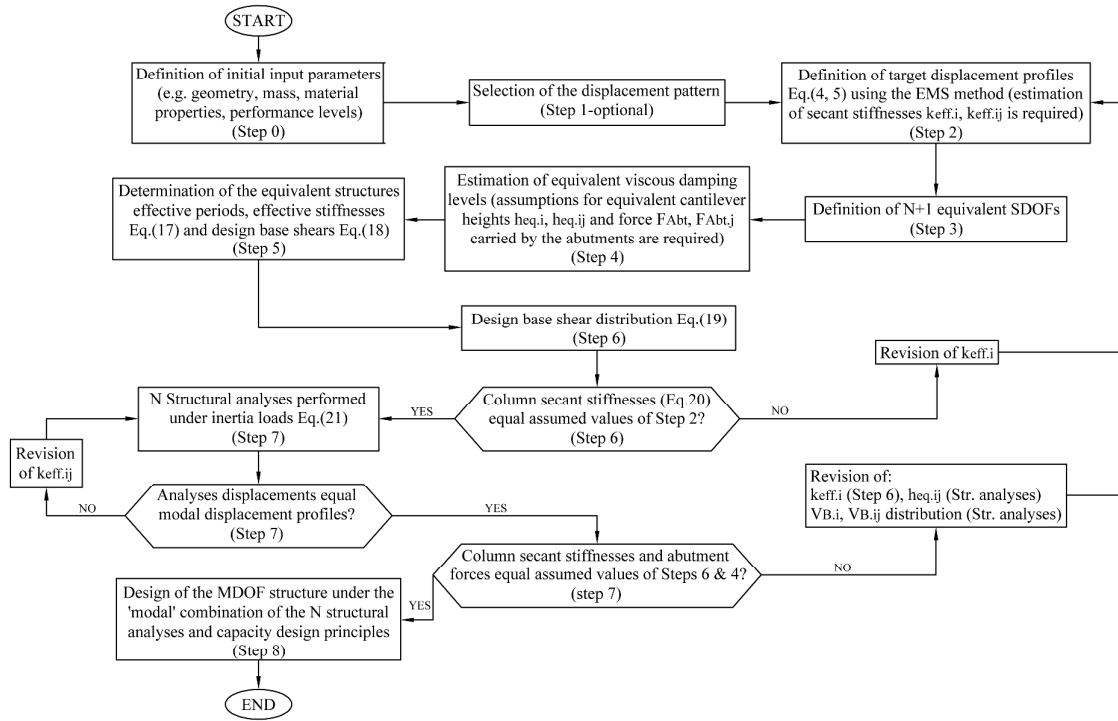 START
Definition of initial input parameters
(e.g. geometry, mass, material
properties, performance levels)
(Step 0)
Selection of the displacement pattern
(Step 1-optional)
Definition of target displacement profiles
Eq.(4, 5) using the EMS method (estimation
of secant stiffnesses keff.i, keff.ij is required)
(Step 2)
Definition of N+1 equivalent SDOFs
(Step 3)
Estimation of equivalent viscous damping
levels (assumptions for equivalent cantilever
heights heq.i, heq.ij and force FAbt, FAbt.j
carried by the abutments are required)
(Step 4)
Determination of the equivalent structures
effective periods, effective stiffnesses
Eq.(17) and design base shears Eq.(18)
(Step 5)
Design base shear distribution Eq.(19)
(Step 6)
Column secant stiffnesses (Eq.20)
equal assumed values of Step 2?
(Step 6)
NO
Revision of keff.i
YES
N Structural analyses performed
under inertia loads Eq.(21)
(Step 7)
Analyses displacements equal
modal displacement profiles?
(Step 7)
NO
Revision
of keff.ij
YES
Column secant stiffnesses and abutment
forces equal assumed values of Steps 6 & 4?
(step 7)
NO
Revision of:
keff.i (Step 6), heq.ij (Str. analyses)
VB.i, VB.ij distribution (Str. analyses)
YES
Design of the MDOF structure under the
'modal' combination of the N structural
analyses and capacity design principles
(Step 8)
END